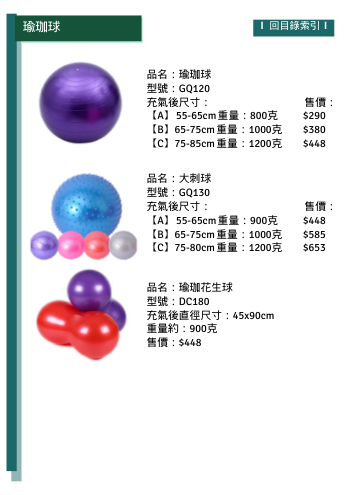 瑜珈球
I 回目錄索引 I
品名：瑜珈球
型號：GQ120
充氣後尺寸： 售價：
【A】 55-65cm 重量：800克 $290
【B】 65-75cm 重量：1000克 $380
【C】 75-85cm 重量：1200克 $448
品名：大刺球
型號：GQ130
充氣後尺寸： 售價：
【A】 55-65cm 重量：900克 $448
【B】 65-75cm 重量：1000克 $585
【C】 75-80cm 重量：1200克 $653
品名：瑜珈花生球
型號：DC180
充氣後直徑尺寸：45x90cm
重量約：900克
售價：$448